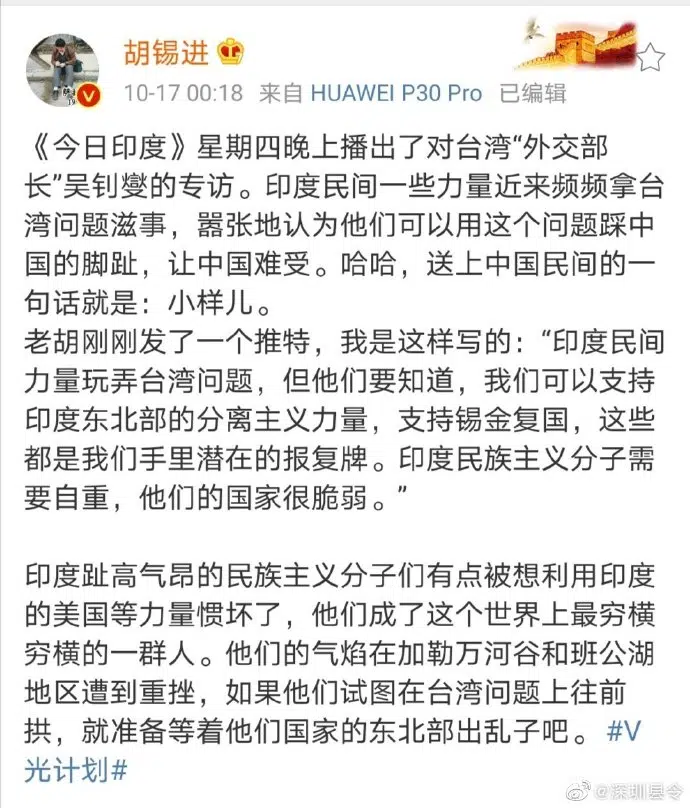 胡锡进
10-17 00:18 来自 HUAWEI P30 Pro 已编辑
《今日印度》星期四晚上播出了对台湾“外交部
长”吴钊燮的专访。印度民间一些力量近来频频拿台
湾问题滋事，嚣张地认为他们可以用这个问题踩中
国的脚趾，让中国难受。哈哈，送上中国民间的一
句话就是：小样儿。
老胡刚刚发了一个推特，我是这样写的：“印度民间
力量玩弄台湾问题，但他们要知道，我们可以支持
印度东北部的分离主义力量，支持锡金复国，这些
都是我们手里潜在的报复牌。印度民族主义分子需
要自重，他们的国家很脆弱。”
印度趾高气昂的民族主义分子们有点被想利用印度
的美国等力量惯坏了，他们成了这个世界上最穷横
穷横的一群人。他们的气焰在加勒万河谷和班公湖
地区遭到重挫，如果他们试图在台湾问题上往前
拱，就准备等着他们国家的东北部出乱子吧。#V
光计划#
@深圳县令